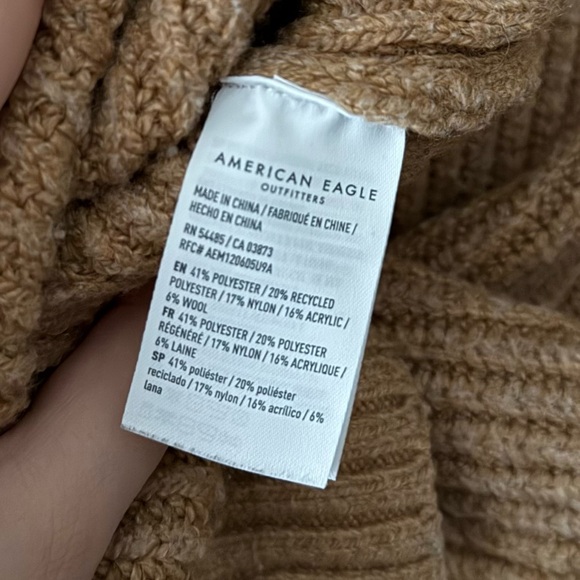 AMERICAN EAGLE
OUTFITTERS
MADE IN CHINA / FABRIQUÉ EN CHINE /
HECHO EN CHINA
RN 54485 / CA 03873
RFC# AEM120605U9A
EN 41% POLYESTER / 20% RECYCLED
POLYESTER / 17% NYLON / 16% ACRYLIC /
6% WOOL
FR 41% POLYESTER / 20% POLYESTER
RÉGÉNÉRÉ / 17% NYLON / 16% ACRYLIQUE /
6% LAINE
SP 41% poliéster / 20% poliéster
reciclado / 17% nylon / 16% acrílico / 6%
lana